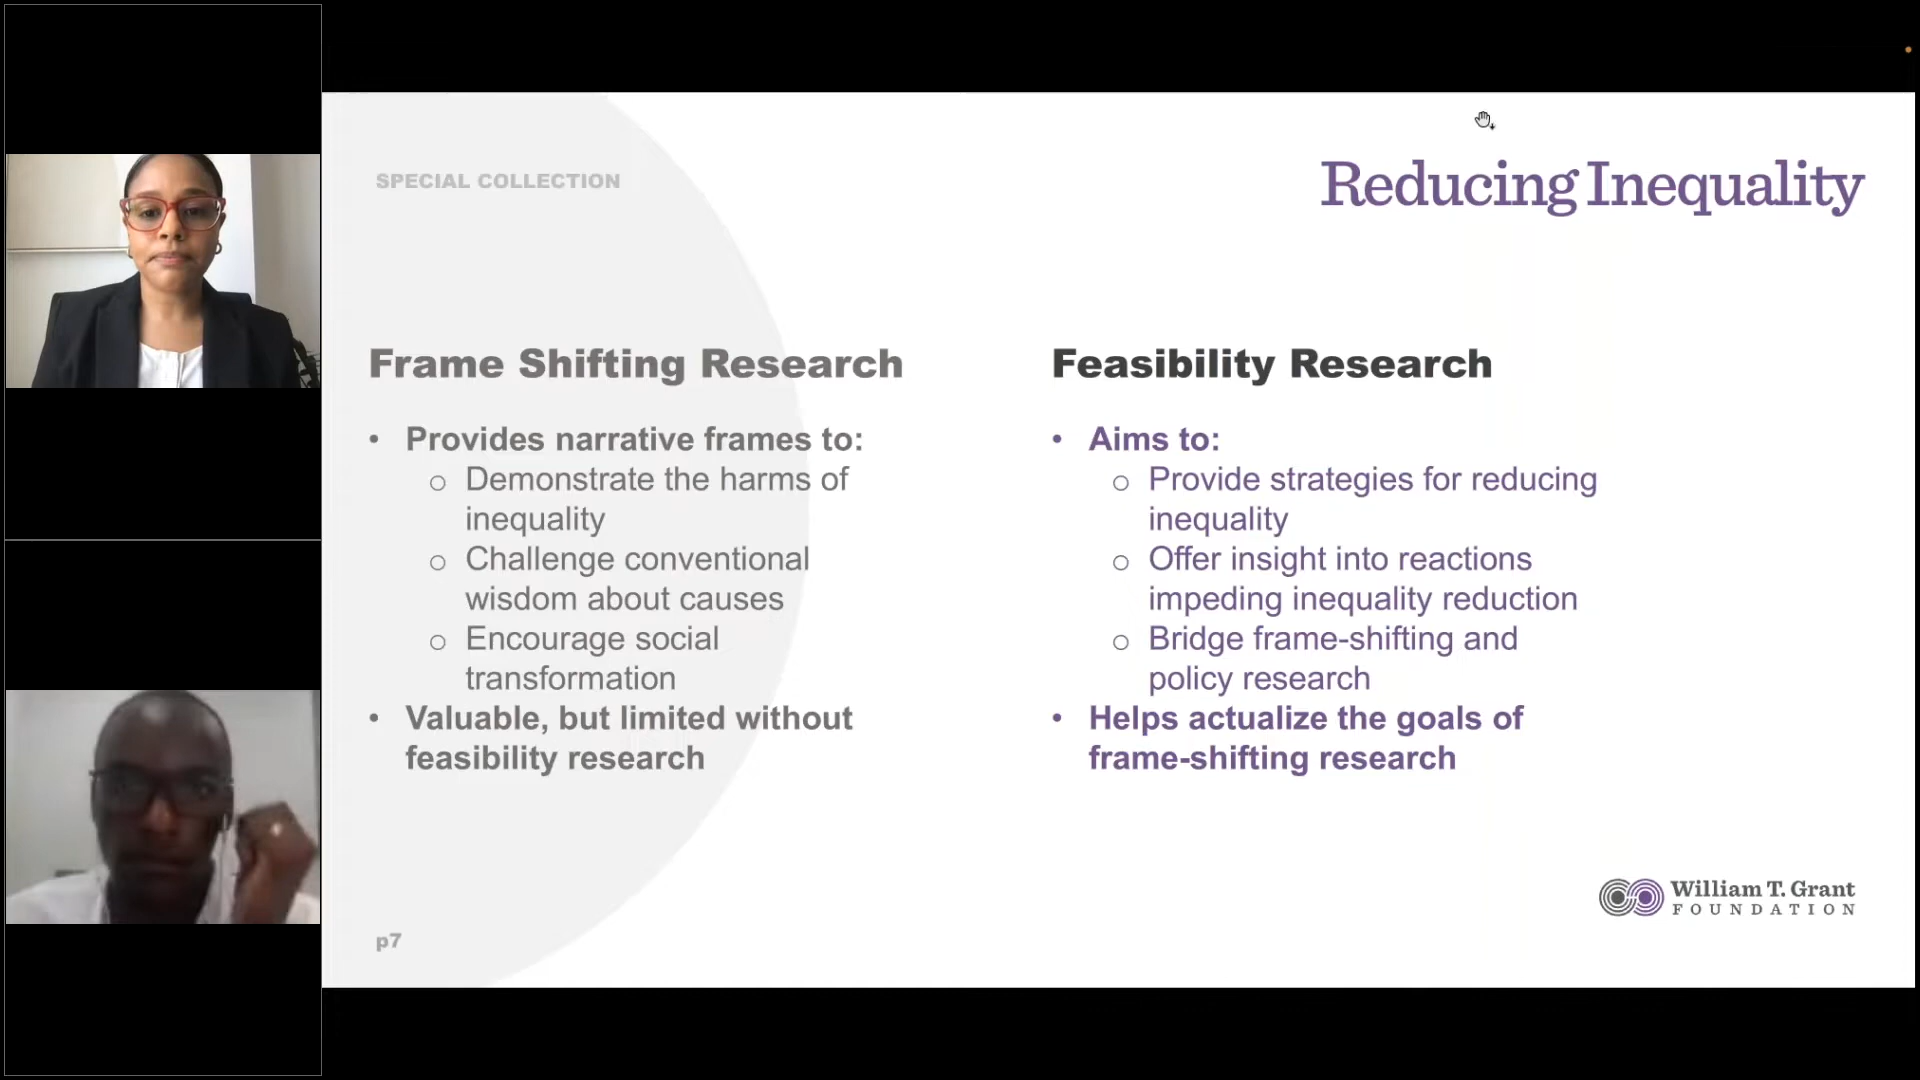 SPECIAL COLLECTION
Reducing Inequality
Frame Shifting Research
• Provides narrative frames to:
o Demonstrate the harms of
inequality
o Challenge conventional
wisdom about causes
o Encourage social
transformation
• Valuable, but limited without
feasibility research
Feasibility Research
• Aims to:
o Provide strategies for reducing
inequality
o Offer insight into reactions
impeding inequality reduction
o Bridge frame-shifting and
policy research
• Helps actualize the goals of
frame-shifting research
William T. Grant
FOUNDATION
p7